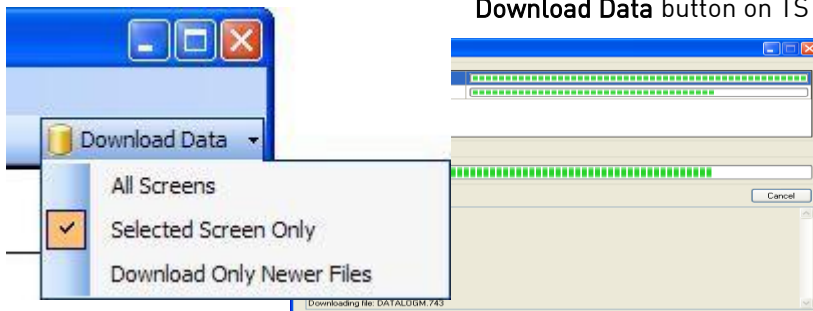 Download Data button on TS
Download Data
All Screens
Selected Screen Only
Download Only Newer Files
Cancel
Downloading file: DATALOGM.743